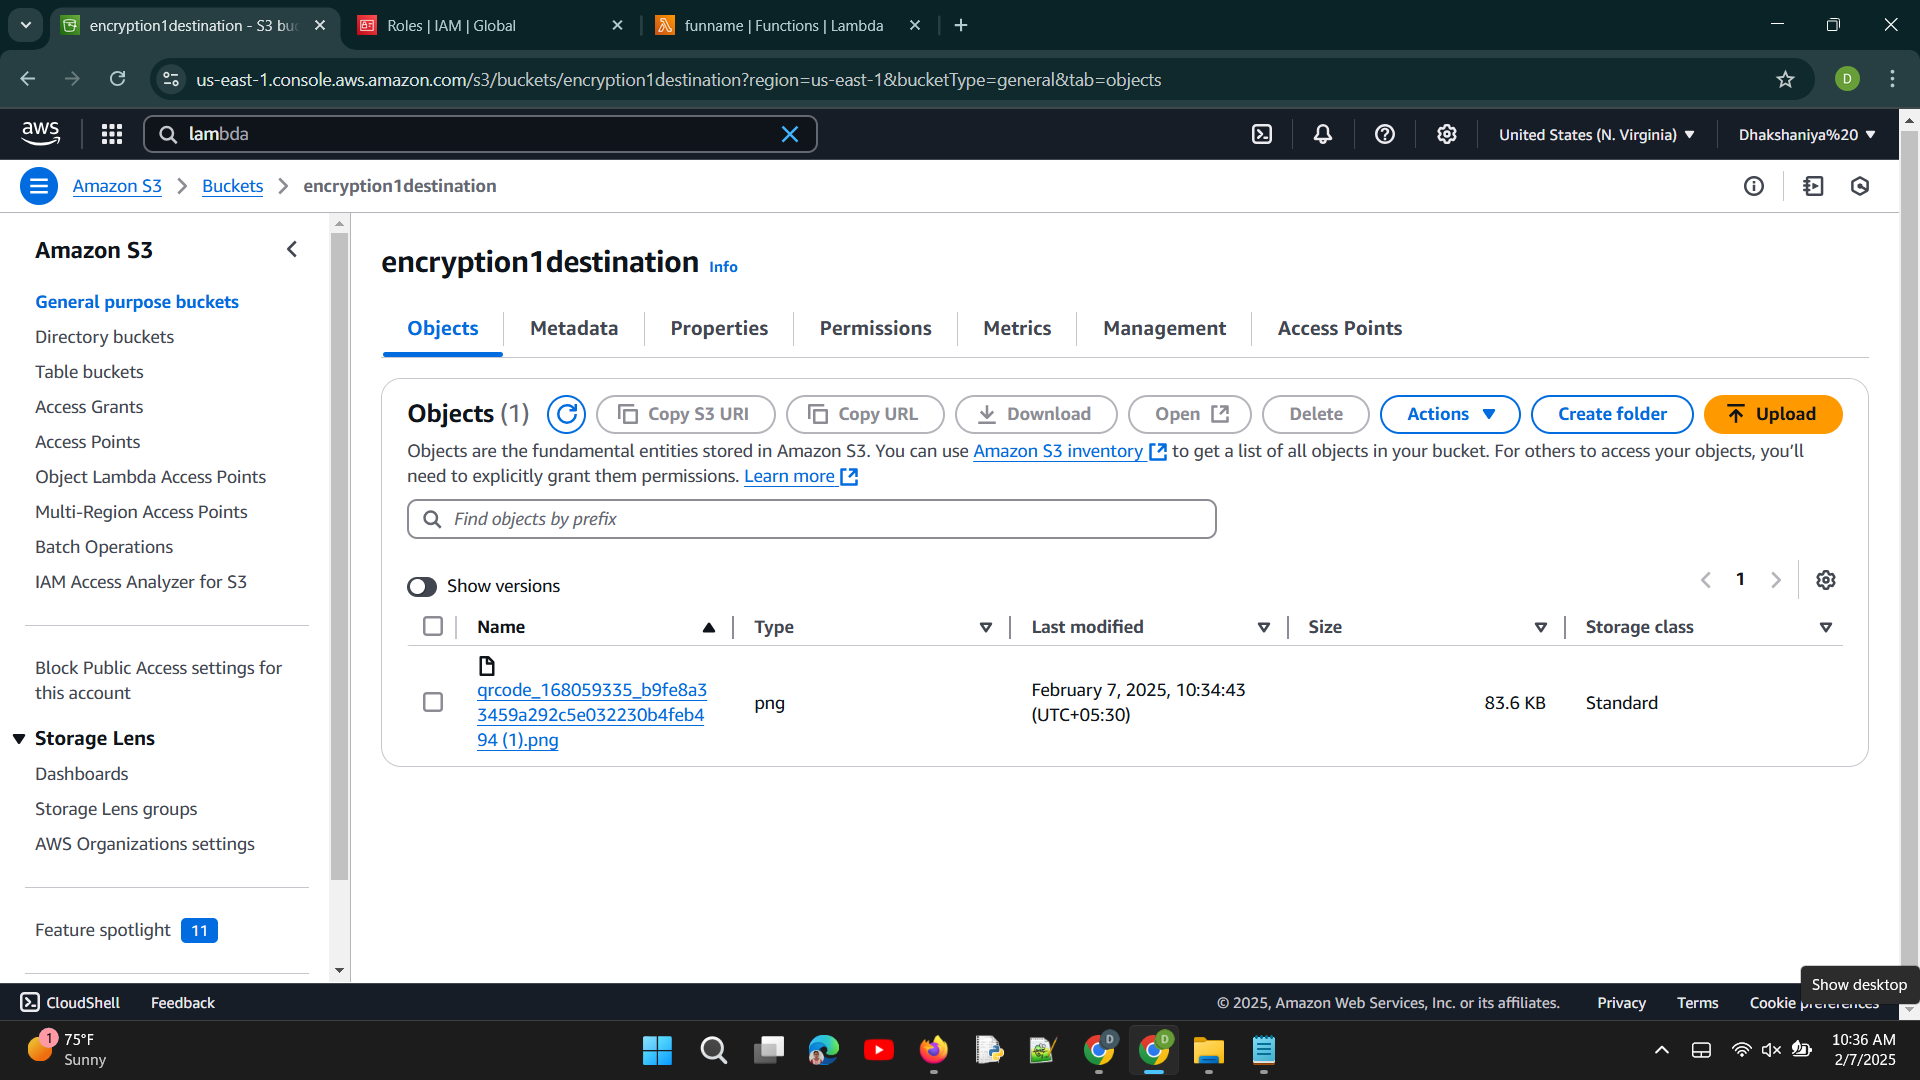 encryption1destination - S3 buc
Roles | IAM | Global
funname | Functions | Lambda
us-east-1.console.aws.amazon.com/s3/buckets/encryption1destination?region=us-east-1&bucketType=general&tab=objects
D
aws
lambda
United States (N. Virginia)
Dhakshaniya%20
Amazon S3
Buckets
encryption1destination
Amazon S3
General purpose buckets
Directory buckets
Table buckets
Access Grants
Access Points
Object Lambda Access Points
Multi-Region Access Points
Batch Operations
IAM Access Analyzer for S3
Block Public Access settings for
this account
Storage Lens
Dashboards
Storage Lens groups
AWS Organizations settings
Feature spotlight 11
encryption1destination Info
Objects
Metadata
Properties
Permissions
Metrics
Management
Access Points
Objects (1)
Copy S3 URI
Copy URL
Download
Open
Delete
Actions
Create folder
Upload
Objects are the fundamental entities stored in Amazon S3. You can use Amazon S3 inventory to get a list of all objects in your bucket. For others to access your objects, you'll
need to explicitly grant them permissions. Learn more
Find objects by prefix
Show versions
1
Name
Type
Last modified
Size
Storage class
qrcode_168059335_b9fe8a3
3459a292c5e032230b4feb4
94 (1).png
png
February 7, 2025, 10:34:43
(UTC+05:30)
83.6 KB
Standard
CloudShell
Feedback
© 2025, Amazon Web Services, Inc. or its affiliates.
Privacy
Terms
Cookie preferences
Show desktop
1
75°F
Sunny
D
D
10:36 AM
2/7/2025